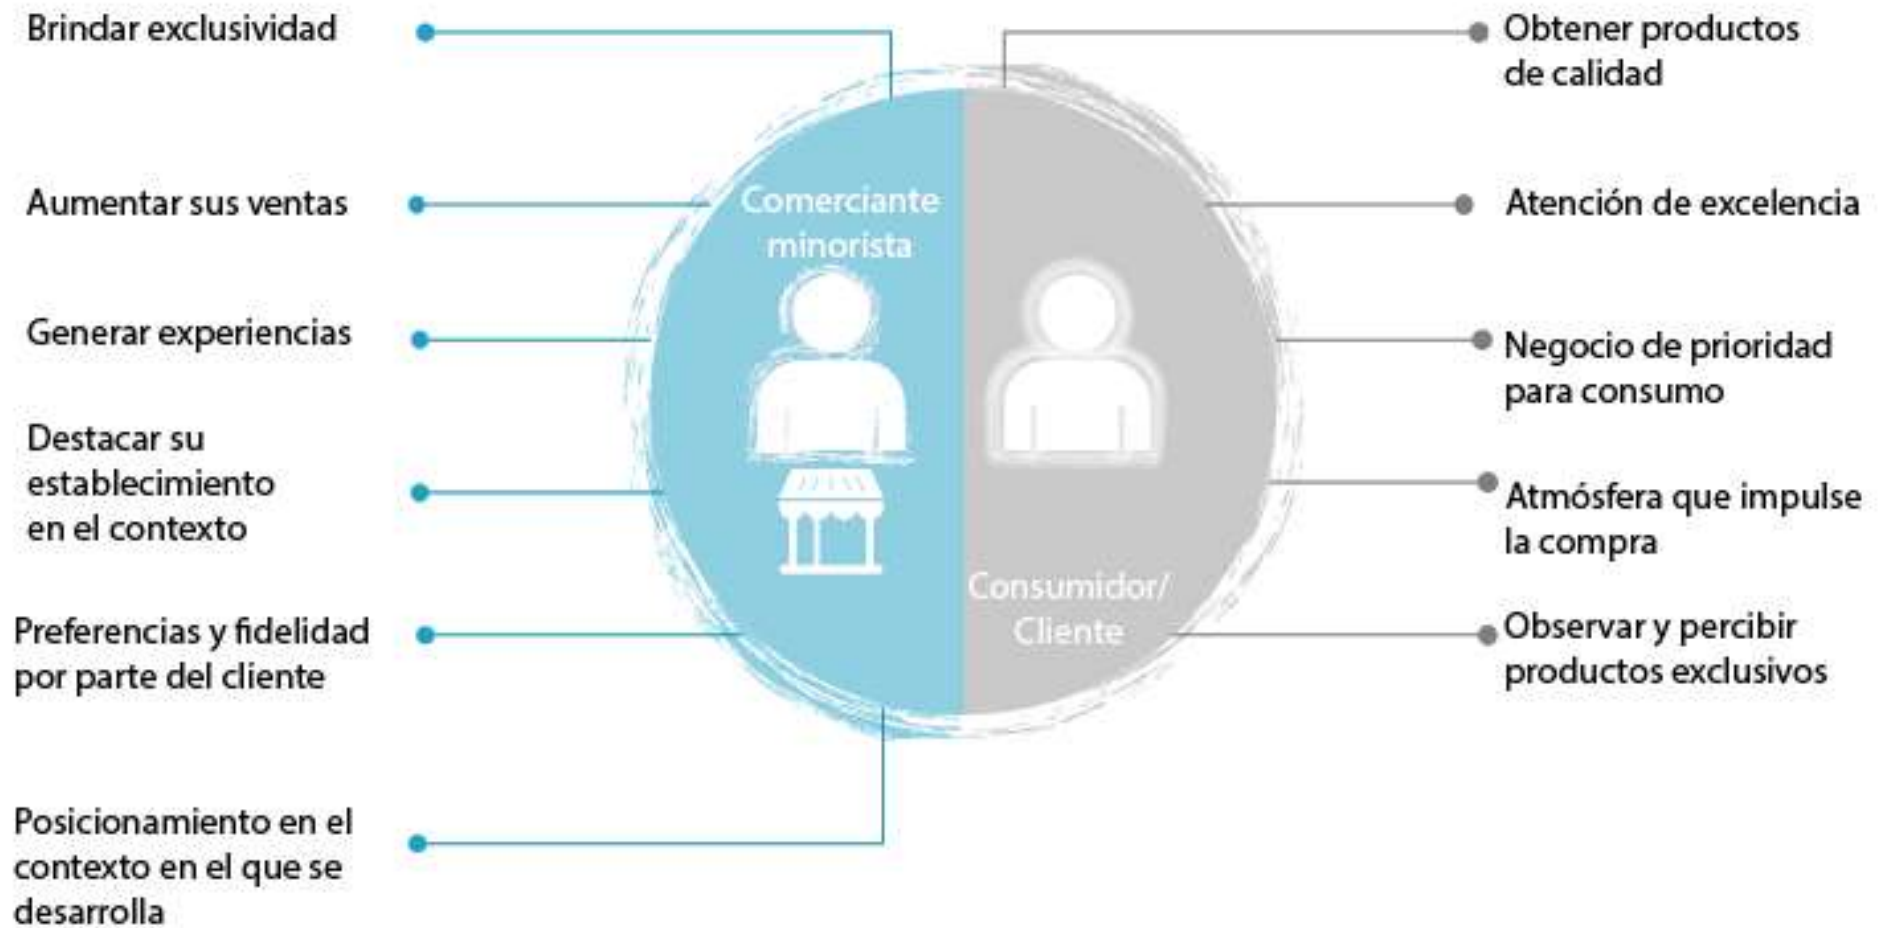 Brindar exclusividad
Aumentar sus ventas
Generar experiencias
Destacar su
establecimiento
en el contexto
Preferencias y fidelidad
por parte del cliente
Posicionamiento en el
contexto en el que se
desarrolla
Comerciante
minorista
Consumidor/
Cliente
Obtener productos
de calidad
Atención de excelencia
Negocio de prioridad
para consumo
Atmósfera que impulse
la compra
Observar y percibir
productos exclusivos